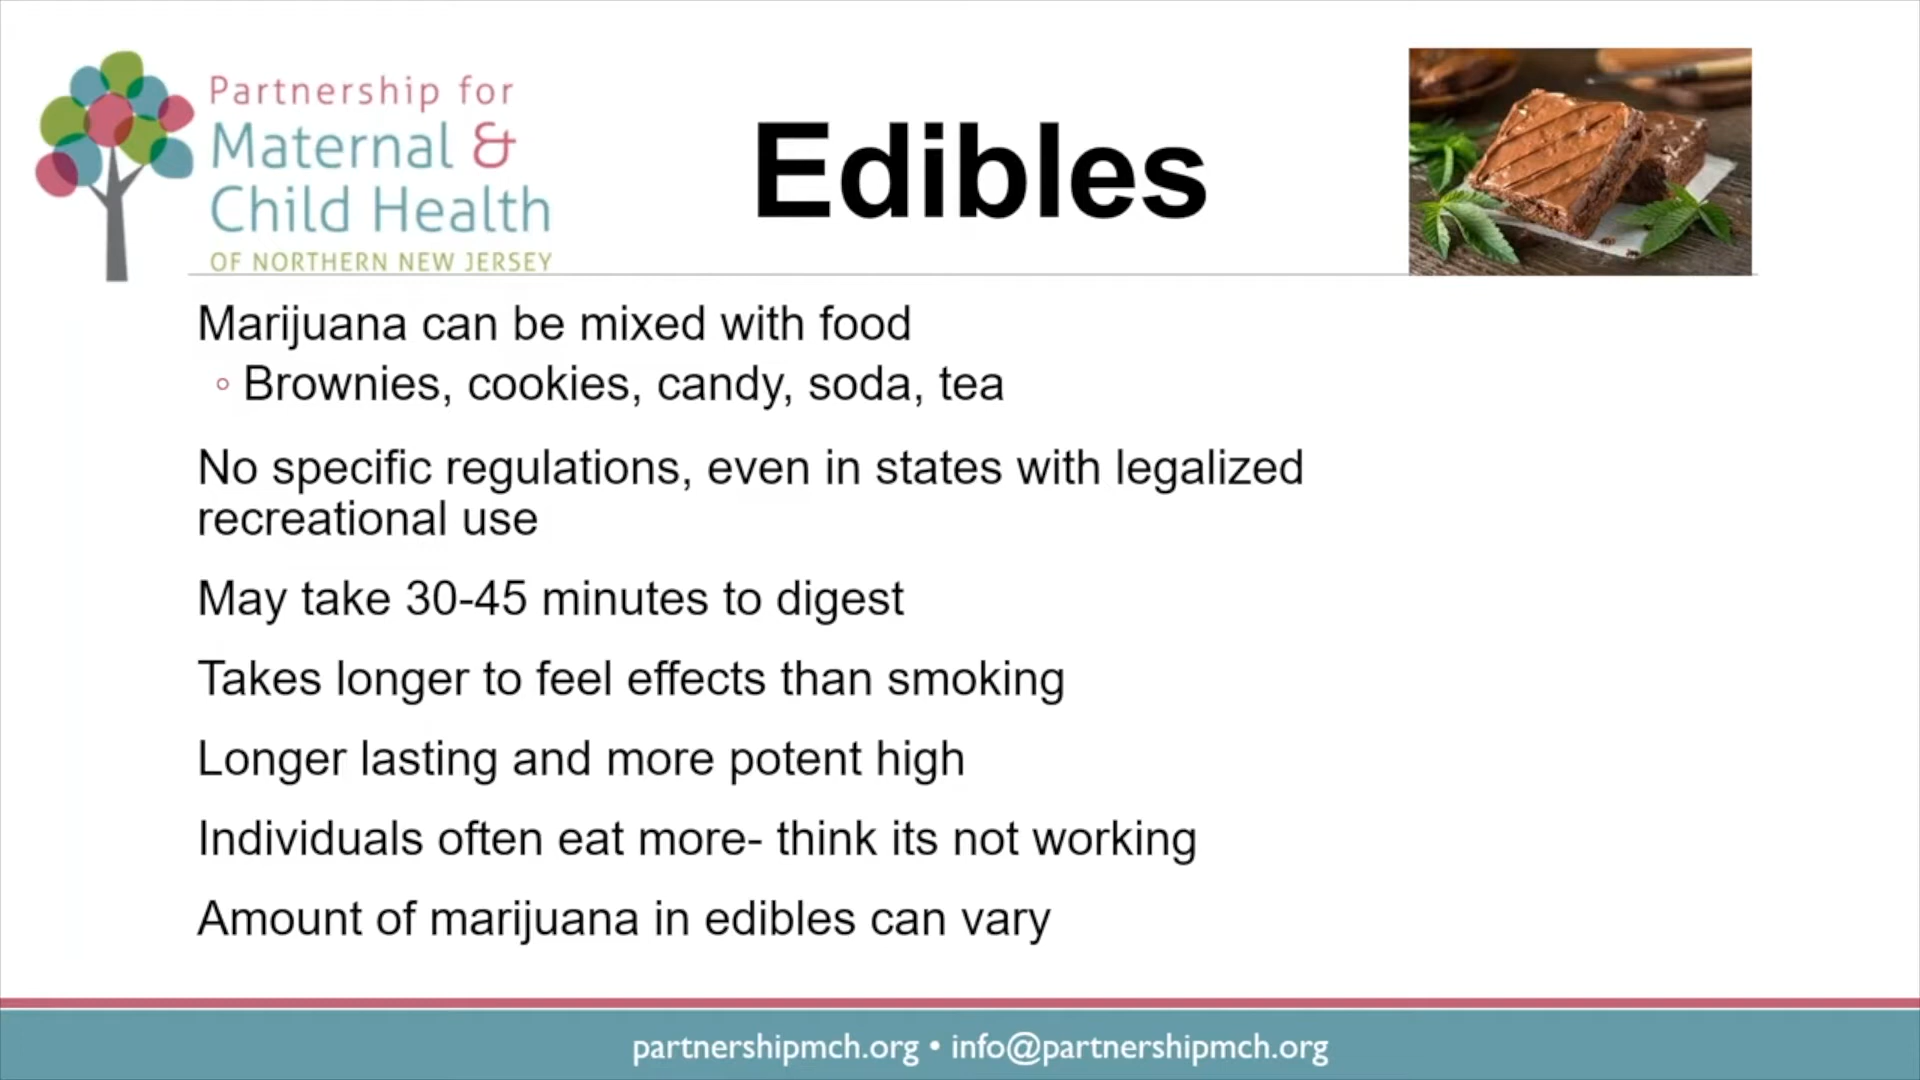 Partnership for
Maternal &
Child Health
OF NORTHERN NEW JERSEY
Edibles
Marijuana can be mixed with food
◦ Brownies, cookies, candy, soda, tea
No specific regulations, even in states with legalized
recreational use
May take 30-45 minutes to digest
Takes longer to feel effects than smoking
Longer lasting and more potent high
Individuals often eat more- think its not working
Amount of marijuana in edibles can vary
partnershipmch.org • info@partnershipmch.org